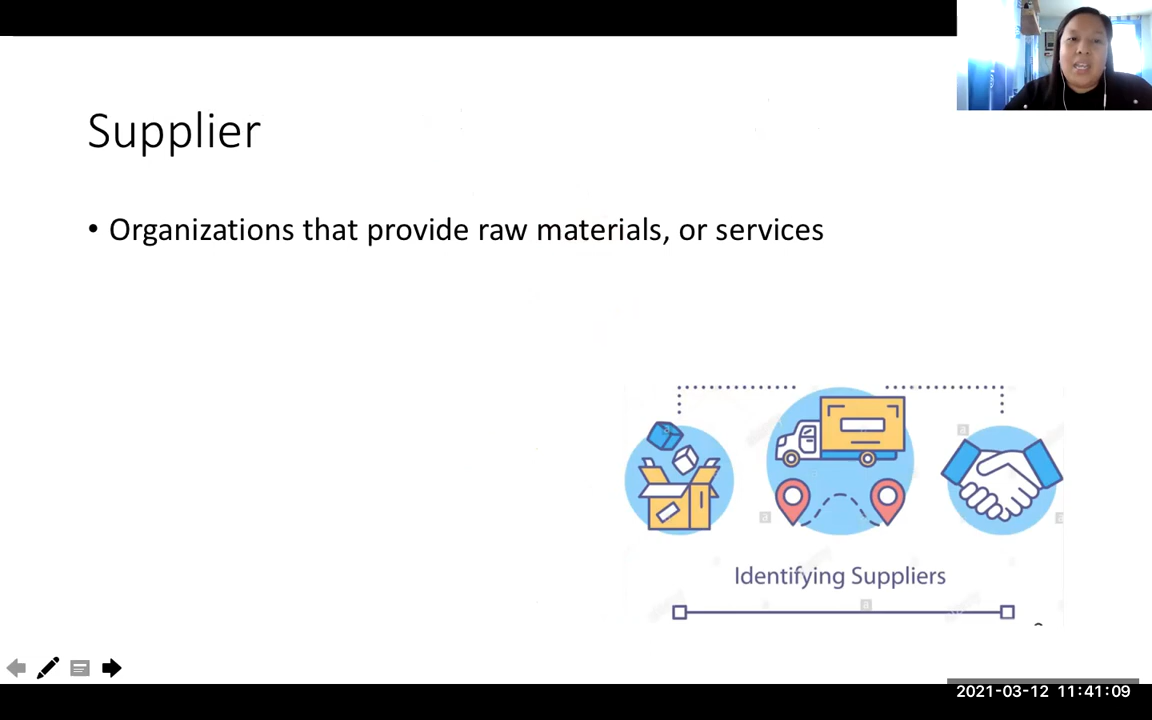 Supplier
• Organizations that provide raw materials, or services
Identifying Suppliers
2021-03-12 11:41:09